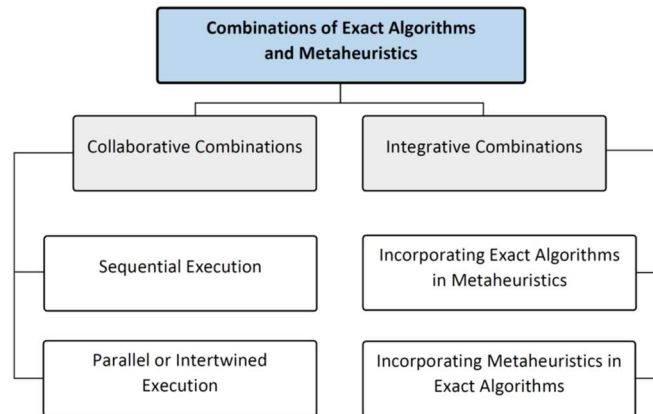 Combinations of Exact Algorithms
and Metaheuristics
Collaborative Combinations
Integrative Combinations
Sequential Execution
Incorporating Exact Algorithms
in Metaheuristics
Parallel or Intertwined
Execution
Incorporating Metaheuristics in
Exact Algorithms